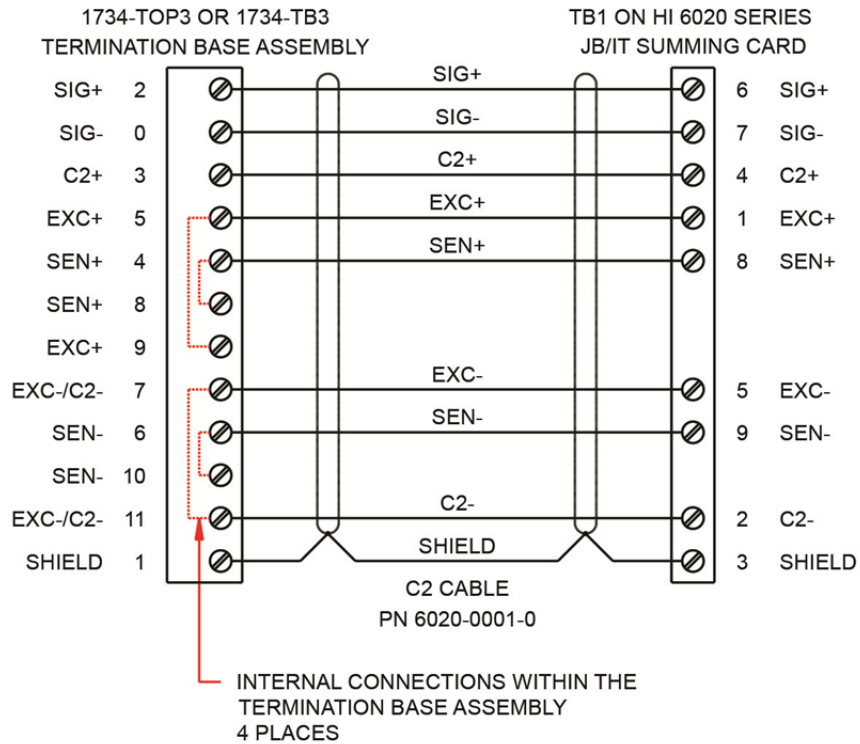 1734-TOP3 OR 1734-TB3
TERMINATION BASE ASSEMBLY
TB1 ON HI 6020 SERIES
JB/IT SUMMING CARD
SIG+ 2 SIG+ 6 SIG+
SIG- 0 SIG- 7 SIG-
C2+ 3 C2+ 4 C2+
EXC+ 5 EXC+ 1 EXC+
SEN+ 4 SEN+ 8 SEN+
SEN+ 8
EXC+ 9
EXC-/C2- 7 EXC- 5 EXC-
SEN- 6 SEN- 9 SEN-
SEN- 10
EXC-/C2- 11 C2- 2 C2-
SHIELD 1 SHIELD 3 SHIELD
C2 CABLE
PN 6020-0001-0
INTERNAL CONNECTIONS WITHIN THE
TERMINATION BASE ASSEMBLY
4 PLACES